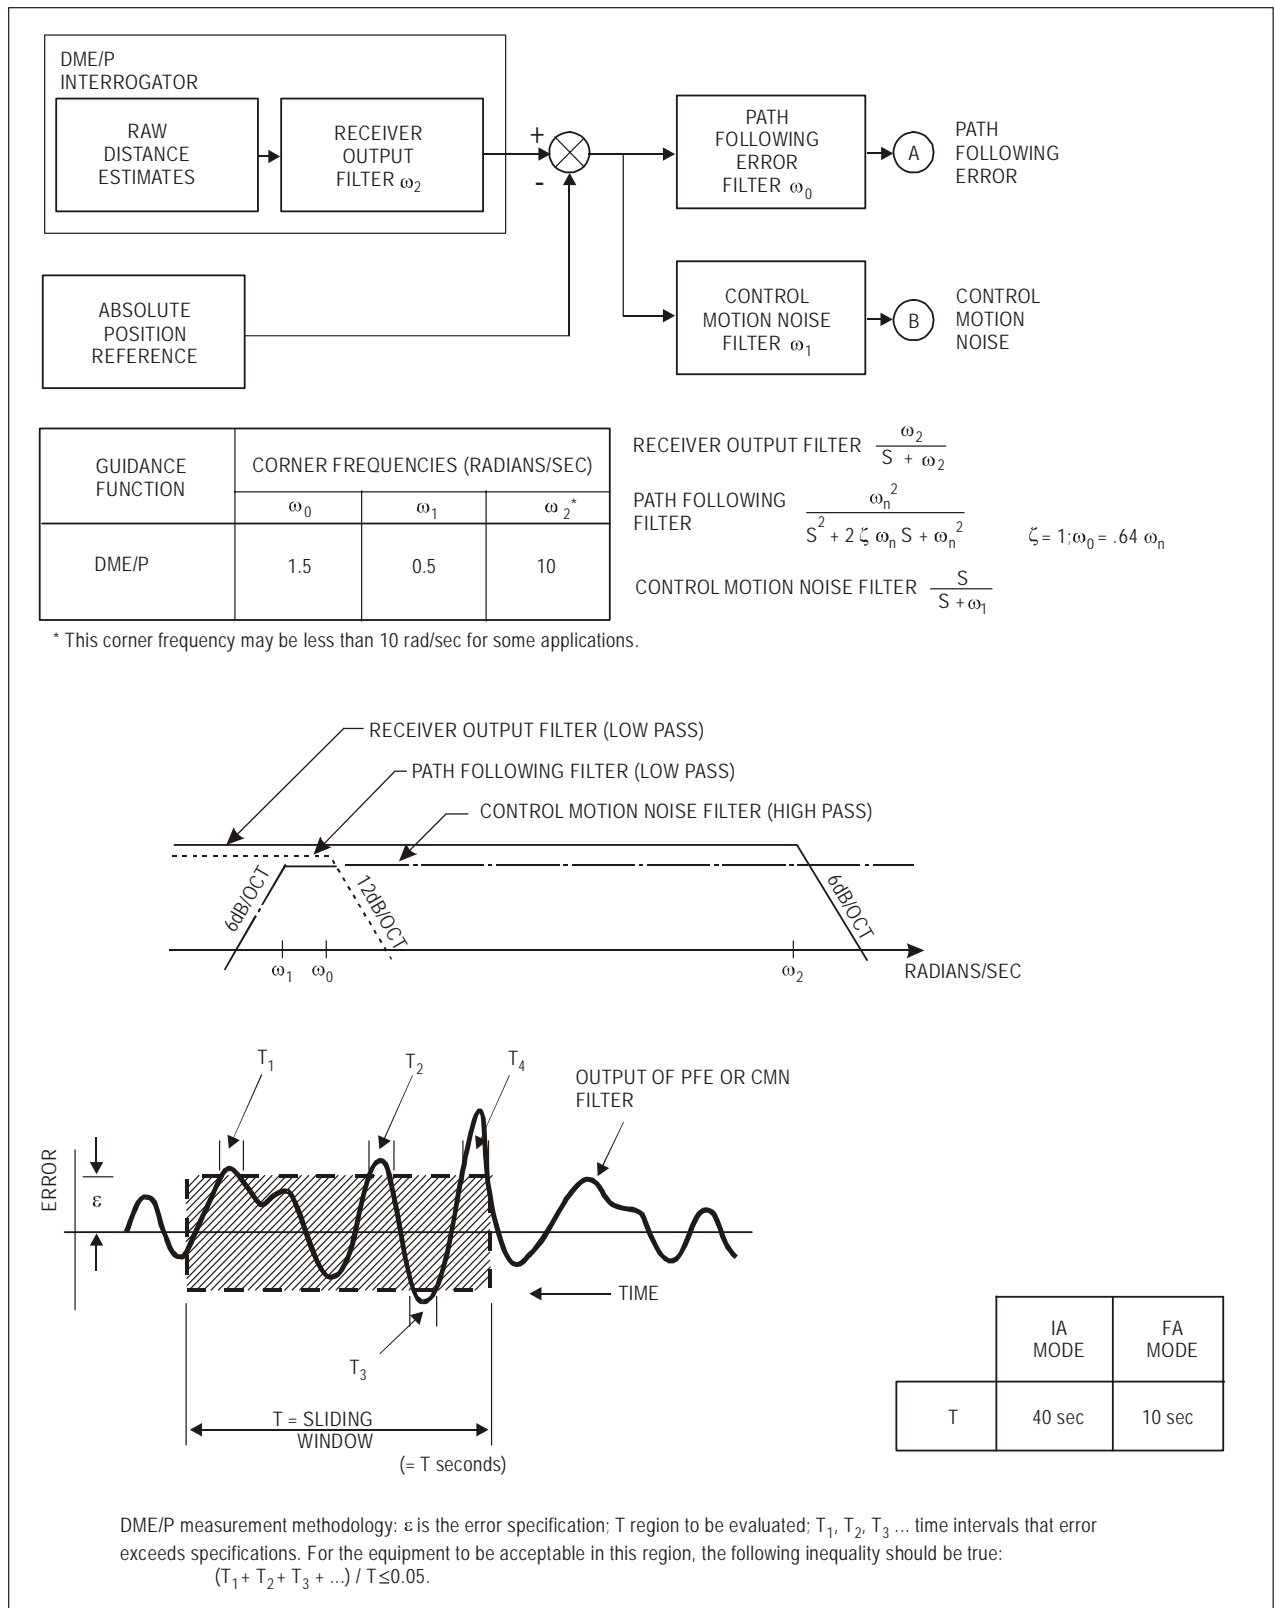 DME/P
INTERROGATOR
RAW
DISTANCE
ESTIMATES
RECEIVER
OUTPUT
FILTER ω2
+
-
PATH
FOLLOWING
ERROR
FILTER ω0
A
PATH
FOLLOWING
ERROR
ABSOLUTE
POSITION
REFERENCE
CONTROL
MOTION NOISE
FILTER ω1
B
CONTROL
MOTION
NOISE
GUIDANCE
FUNCTION
CORNER FREQUENCIES (RADIANS/SEC)
ω0 ω1 ω2*
DME/P 1.5 0.5 10
* This corner frequency may be less than 10 rad/sec for some applications.
RECEIVER OUTPUT FILTER ω2 / (S + ω2)
PATH FOLLOWING
FILTER ωn² / (S² + 2 ζ ωn S + ωn²) ζ = 1; ω0 = .64 ωn
CONTROL MOTION NOISE FILTER S / (S + ω1)
RECEIVER OUTPUT FILTER (LOW PASS)
PATH FOLLOWING FILTER (LOW PASS)
CONTROL MOTION NOISE FILTER (HIGH PASS)
6dB/OCT
12dB/OCT
6dB/OCT
ω1 ω0 ω2
RADIANS/SEC
T1 T2 T4
OUTPUT OF PFE OR CMN
FILTER
ERROR
ε
TIME
T3
T = SLIDING
WINDOW
(= T seconds)
IA
MODE
FA
MODE
T 40 sec 10 sec
DME/P measurement methodology: ε is the error specification; T region to be evaluated; T1, T2, T3 ... time intervals that error
exceeds specifications. For the equipment to be acceptable in this region, the following inequality should be true:
(T1 + T2 + T3 + ...) / T ≤ 0.05.